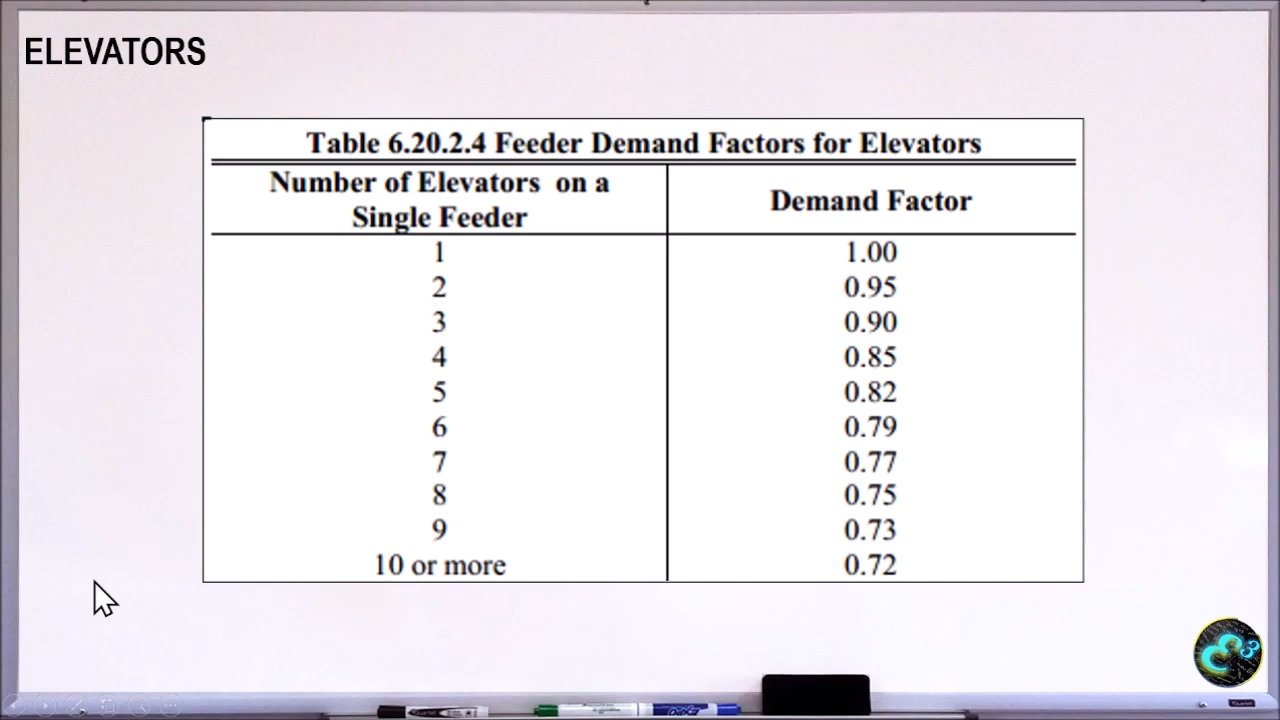 ELEVATORS
Table 6.20.2.4 Feeder Demand Factors for Elevators
Number of Elevators on a
Single Feeder
Demand Factor
1 1.00
2 0.95
3 0.90
4 0.85
5 0.82
6 0.79
7 0.77
8 0.75
9 0.73
10 or more 0.72